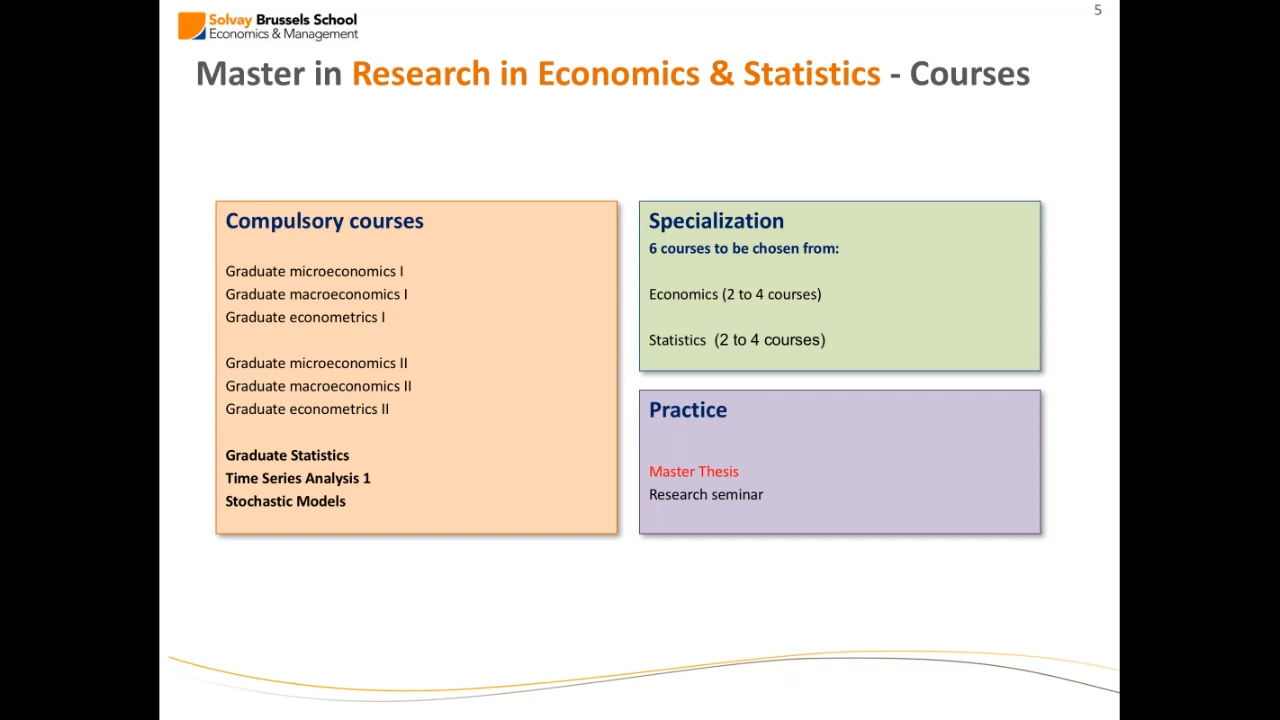 5
Solvay Brussels School
Economics & Management
Master in Research in Economics & Statistics - Courses
Compulsory courses
Graduate microeconomics I
Graduate macroeconomics I
Graduate econometrics I
Graduate microeconomics II
Graduate macroeconomics II
Graduate econometrics II
Graduate Statistics
Time Series Analysis 1
Stochastic Models
Specialization
6 courses to be chosen from:
Economics (2 to 4 courses)
Statistics (2 to 4 courses)
Practice
Master Thesis
Research seminar